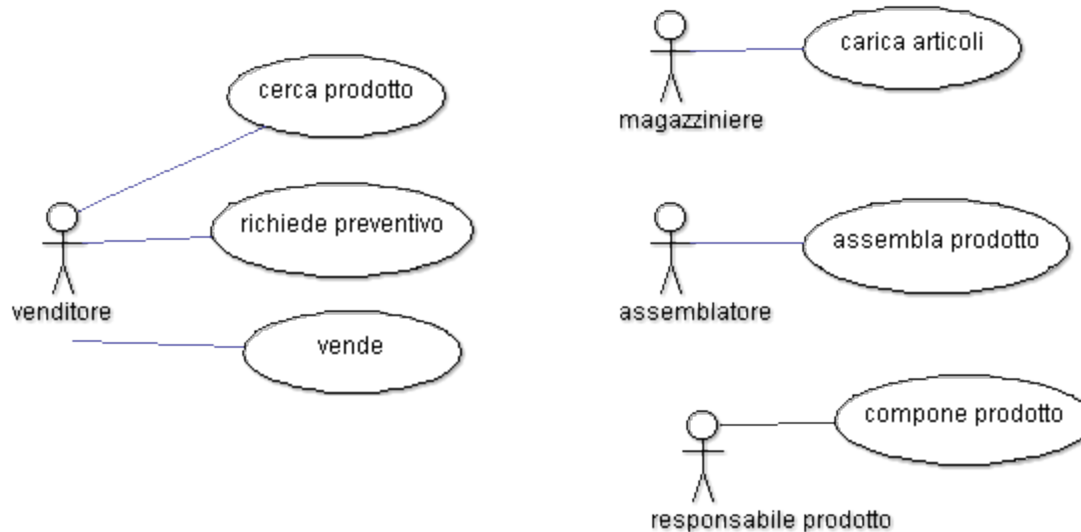 cerca prodotto
richiede preventivo
venditore
vende
carica articoli
magazziniere
assembla prodotto
assemblatore
compone prodotto
responsabile prodotto